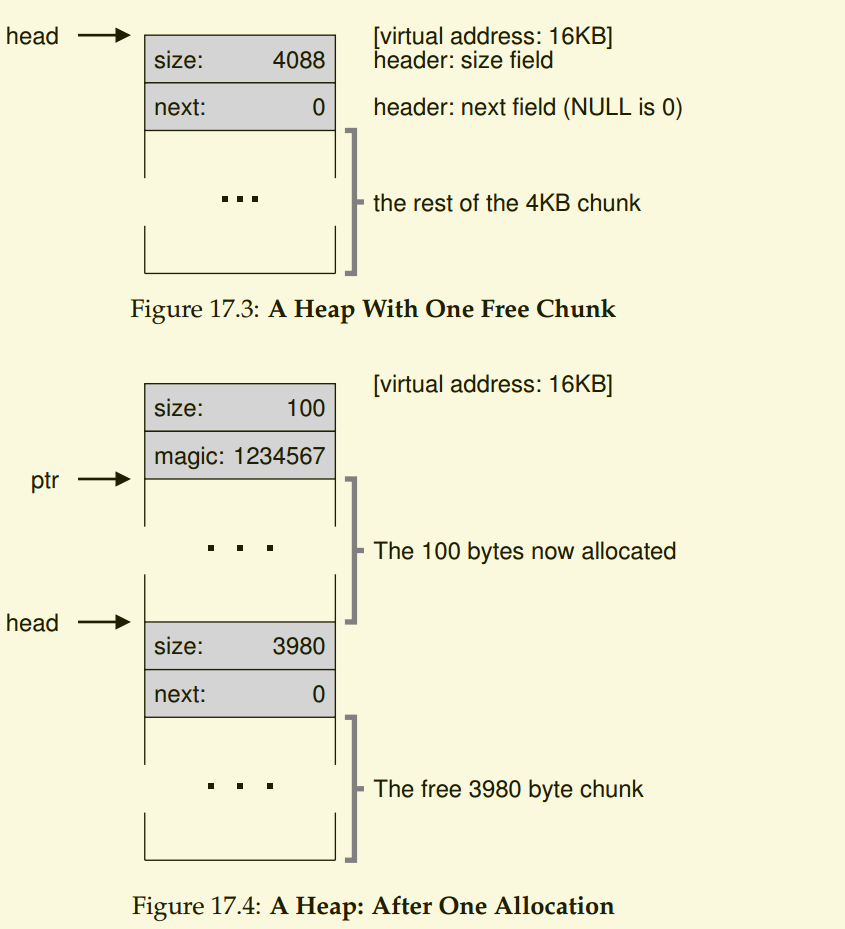 head
[virtual address: 16KB]
size: 4088
header: size field
next: 0
header: next field (NULL is 0)
...
the rest of the 4KB chunk
Figure 17.3: A Heap With One Free Chunk
[virtual address: 16KB]
size: 100
magic: 1234567
ptr
. . .
The 100 bytes now allocated
head
size: 3980
next: 0
. . .
The free 3980 byte chunk
Figure 17.4: A Heap: After One Allocation